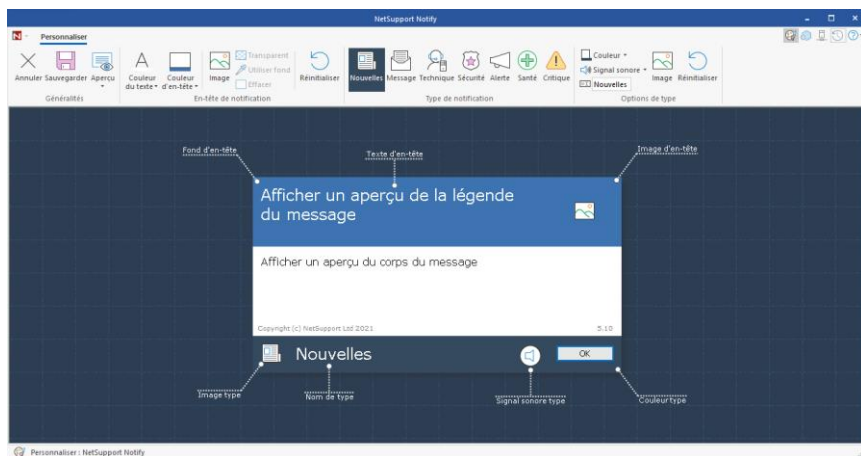 NetSupport Notify
Personnaliser
Annuler Sauvegarder Aperçu
Couleur du texte
Couleur d'en-tête
Image
Transparent
Utiliser fond
Effacer
Réinitialiser
Nouvelles Message Technique Sécurité Alerte Santé Critique
Couleur
Signal sonore
Nouvelles
Image Réinitialiser
Généralités En-tête de notification Type de notification Options de type
Fond d'en-tête Texte d'en-tête Image d'en-tête
Afficher un aperçu de la légende
du message
Afficher un aperçu du corps du message
Copyright (c) NetSupport Ltd 2021 5.10
Nouvelles OK
Image type Nom de type Signal sonore type Couleur type
Personnaliser : NetSupport Notify